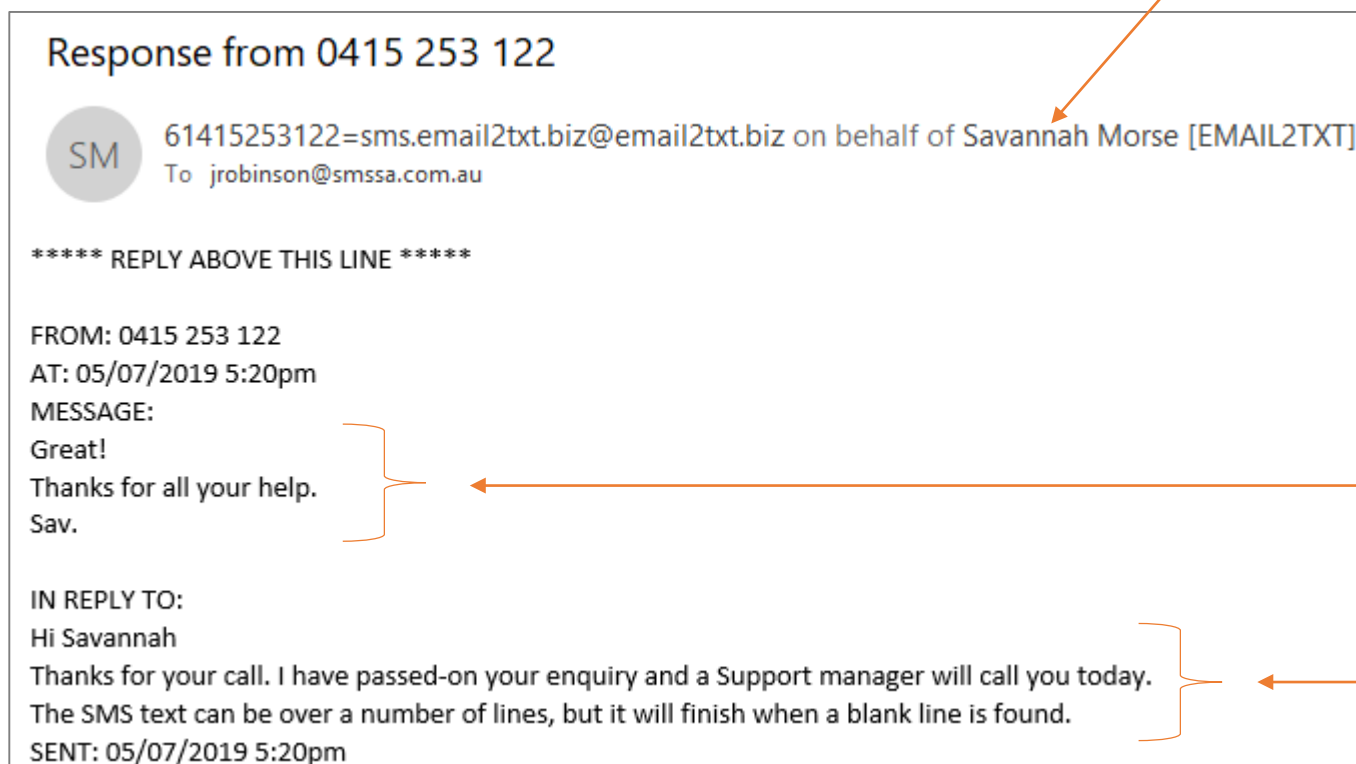 Response from 0415 253 122
SM
61415253122=sms.email2txt.biz@email2txt.biz on behalf of Savannah Morse [EMAIL2TXT]
To jrobinson@smssa.com.au
***** REPLY ABOVE THIS LINE *****
FROM: 0415 253 122
AT: 05/07/2019 5:20pm
MESSAGE:
Great!
Thanks for all your help.
Sav.
IN REPLY TO:
Hi Savannah
Thanks for your call. I have passed-on your enquiry and a Support manager will call you today.
The SMS text can be over a number of lines, but it will finish when a blank line is found.
SENT: 05/07/2019 5:20pm